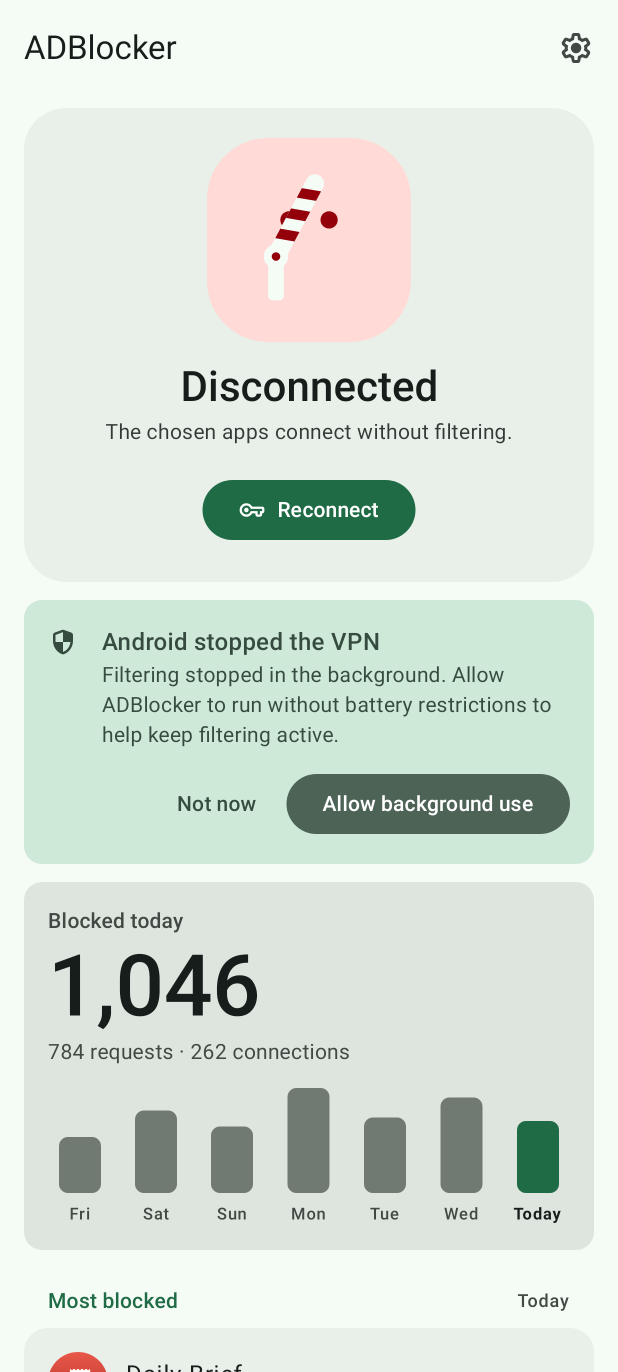 ADBlocker
Disconnected
The chosen apps connect without filtering.
Reconnect
Android stopped the VPN
Filtering stopped in the background. Allow
ADBlocker to run without battery restrictions to
help keep filtering active.
Not now
Allow background use
Blocked today
1,046
784 requests · 262 connections
Fri
Sat
Sun
Mon
Tue
Wed
Today
Most blocked
Today
Daily Brief